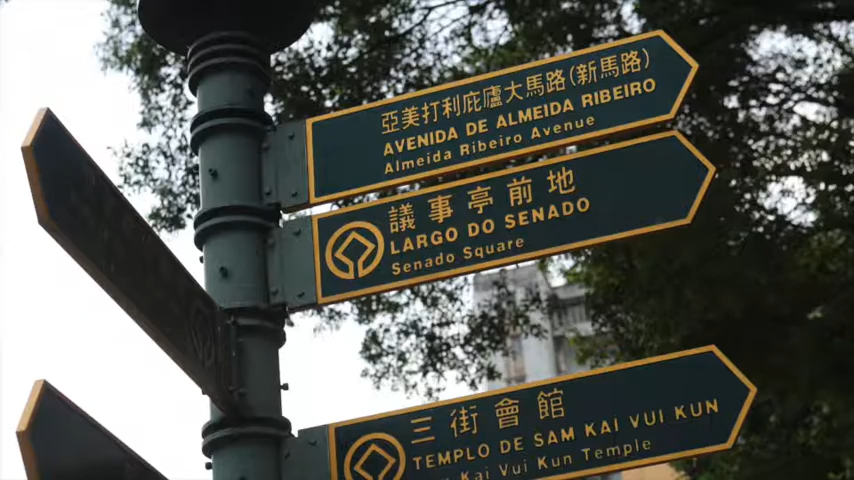 亞美打利庇盧大馬路(新馬路)
AVENIDA DE ALMEIDA RIBEIRO
Almeida Ribeiro Avenue
議事亭前地
LARGO DO SENADO
Senado Square
三街會館
TEMPLO DE SAM KAI VUI KUN
Kai Vui Kun Temple